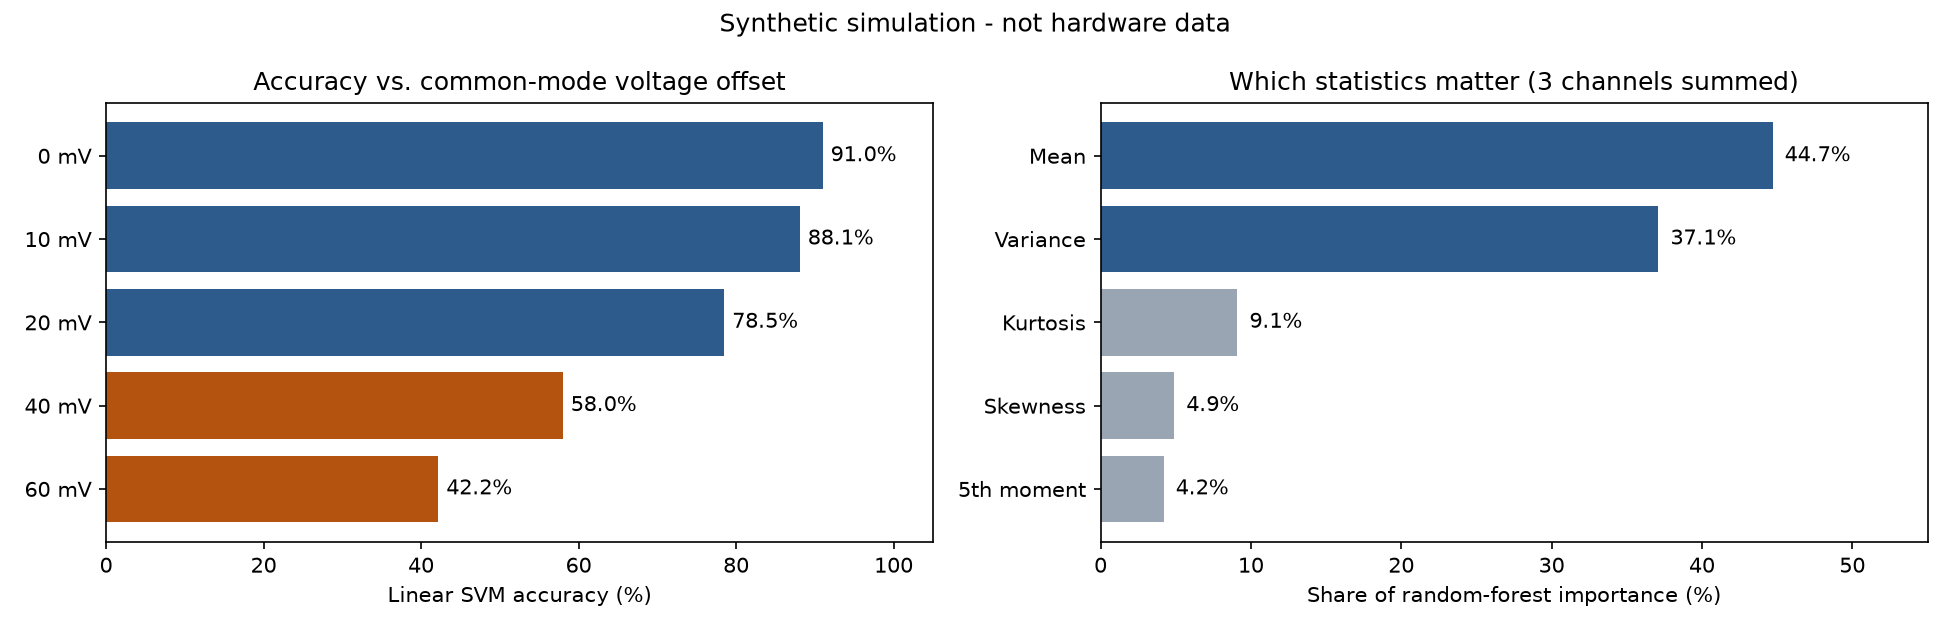 Synthetic simulation - not hardware data
Accuracy vs. common-mode voltage offset
0 mV
91.0%
10 mV
88.1%
20 mV
78.5%
40 mV
58.0%
60 mV
42.2%
0 20 40 60 80 100
Linear SVM accuracy (%)
Which statistics matter (3 channels summed)
Mean
44.7%
Variance
37.1%
Kurtosis
9.1%
Skewness
4.9%
5th moment
4.2%
0 10 20 30 40 50
Share of random-forest importance (%)